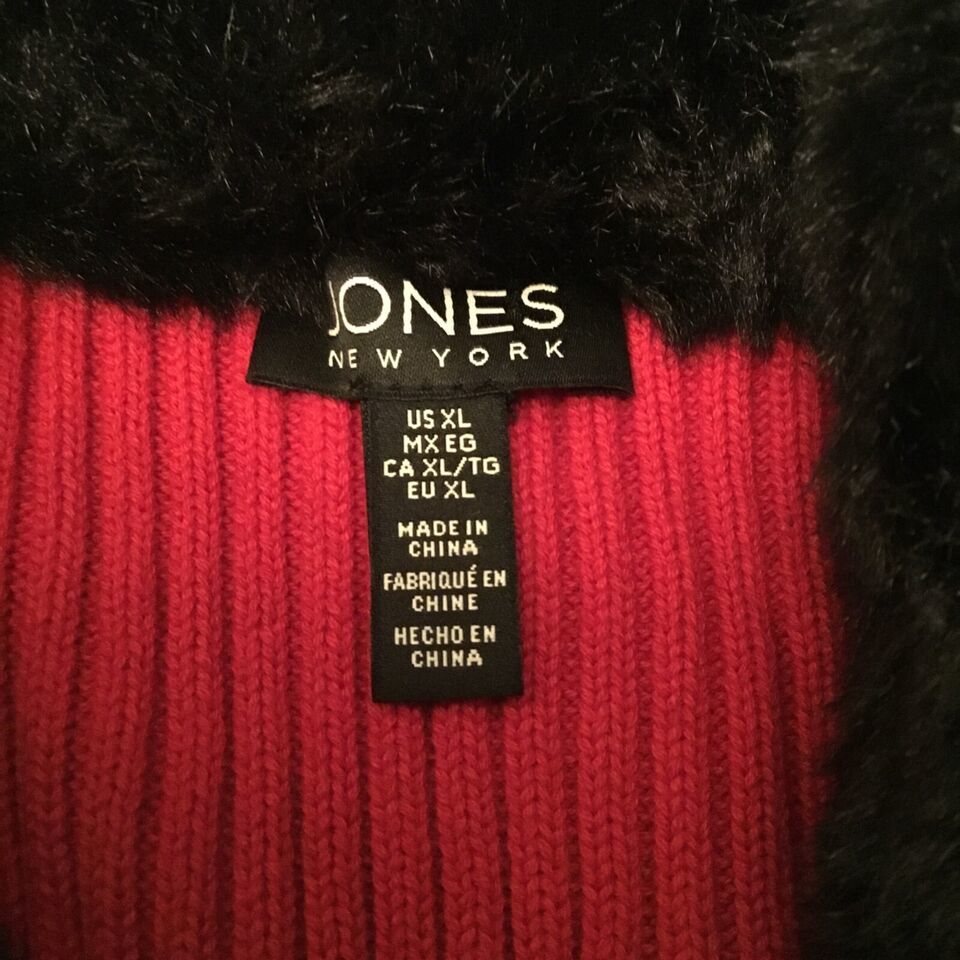 JONES
NEW YORK
US XL
MX EG
CA XL/TG
EU XL
MADE IN
CHINA
FABRIQUÉ EN
CHINE
HECHO EN
CHINA